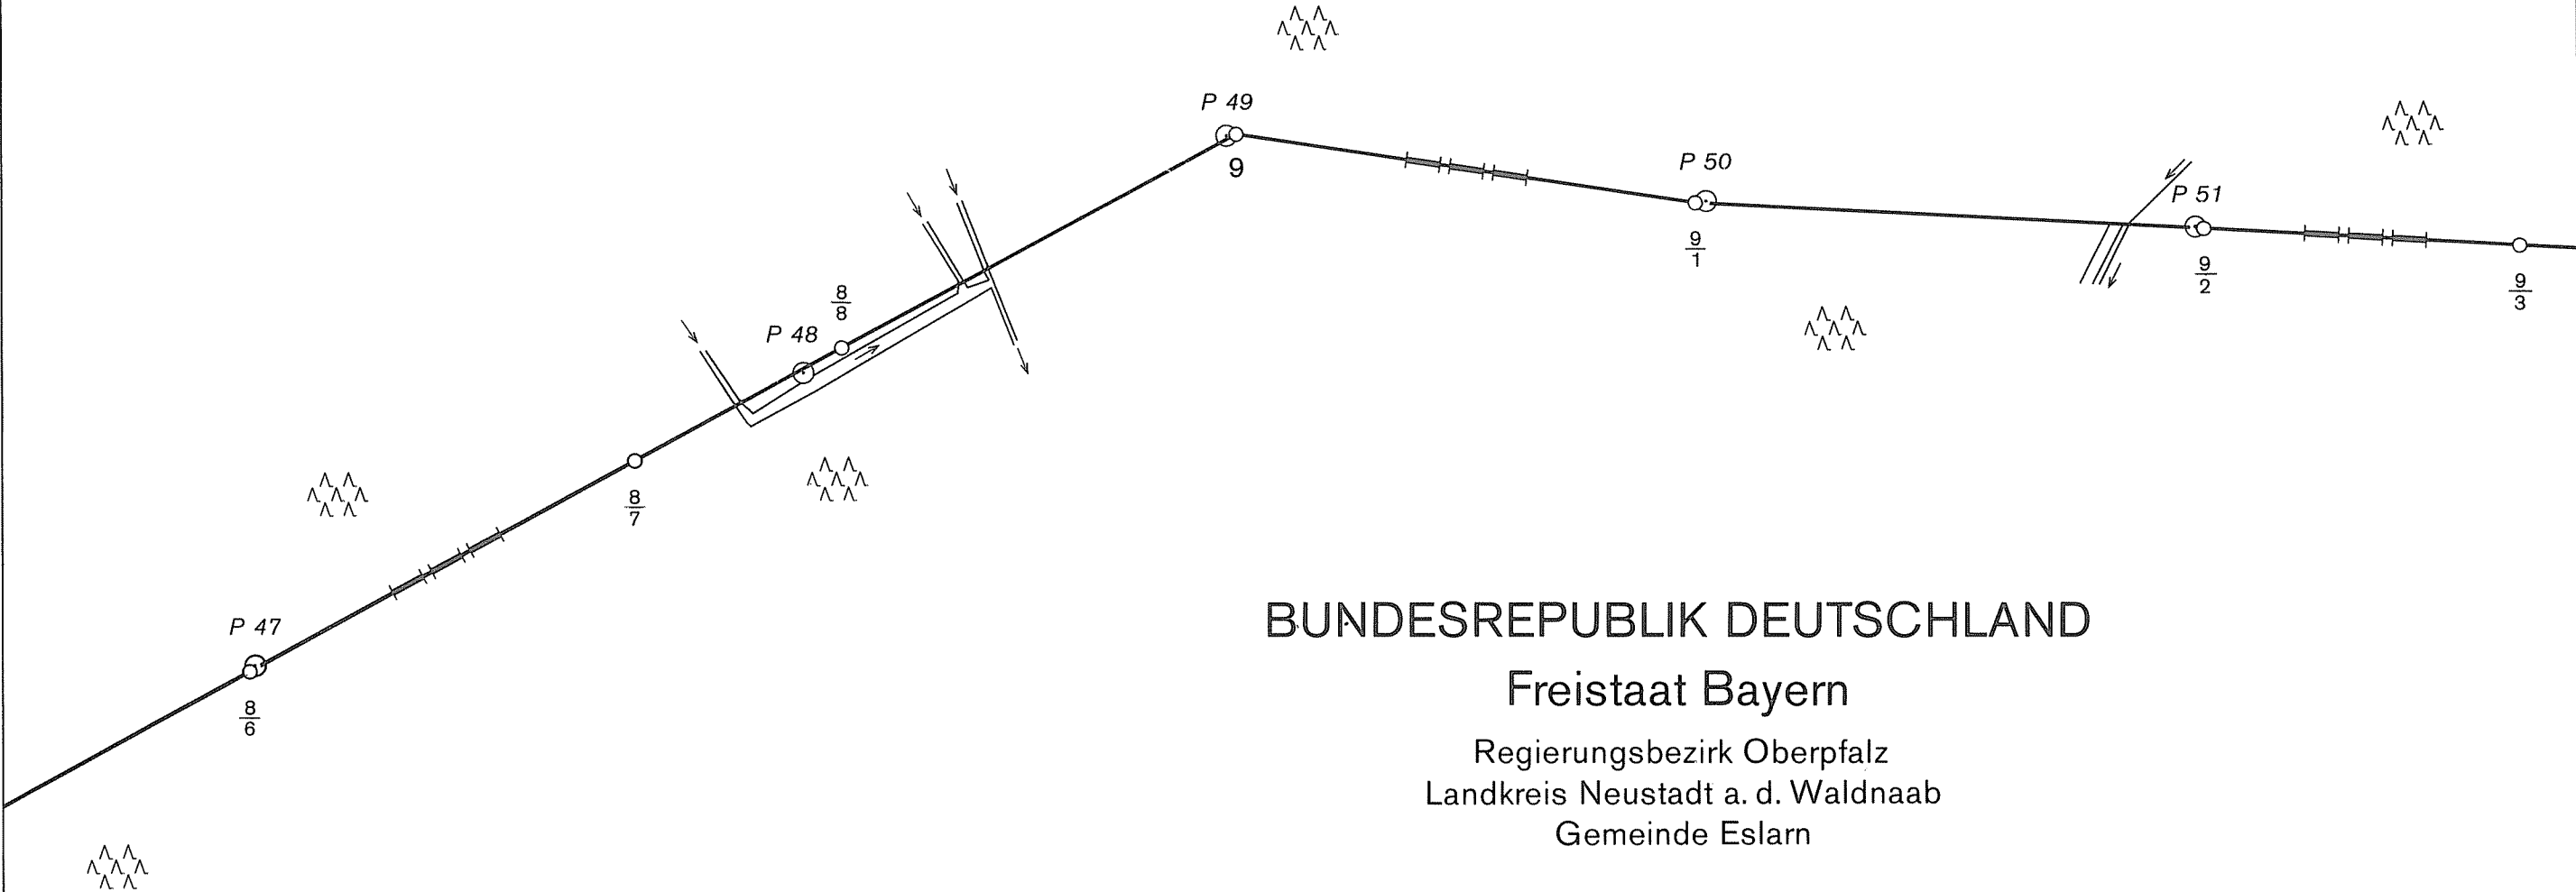 P 49
9
P 50
9
1
P 51
9
2
9
3
8
8
P 48
8
7
P 47
8
6
BUNDESREPUBLIK DEUTSCHLAND
Freistaat Bayern
Regierungsbezirk Oberpfalz
Landkreis Neustadt a. d. Waldnaab
Gemeinde Eslarn